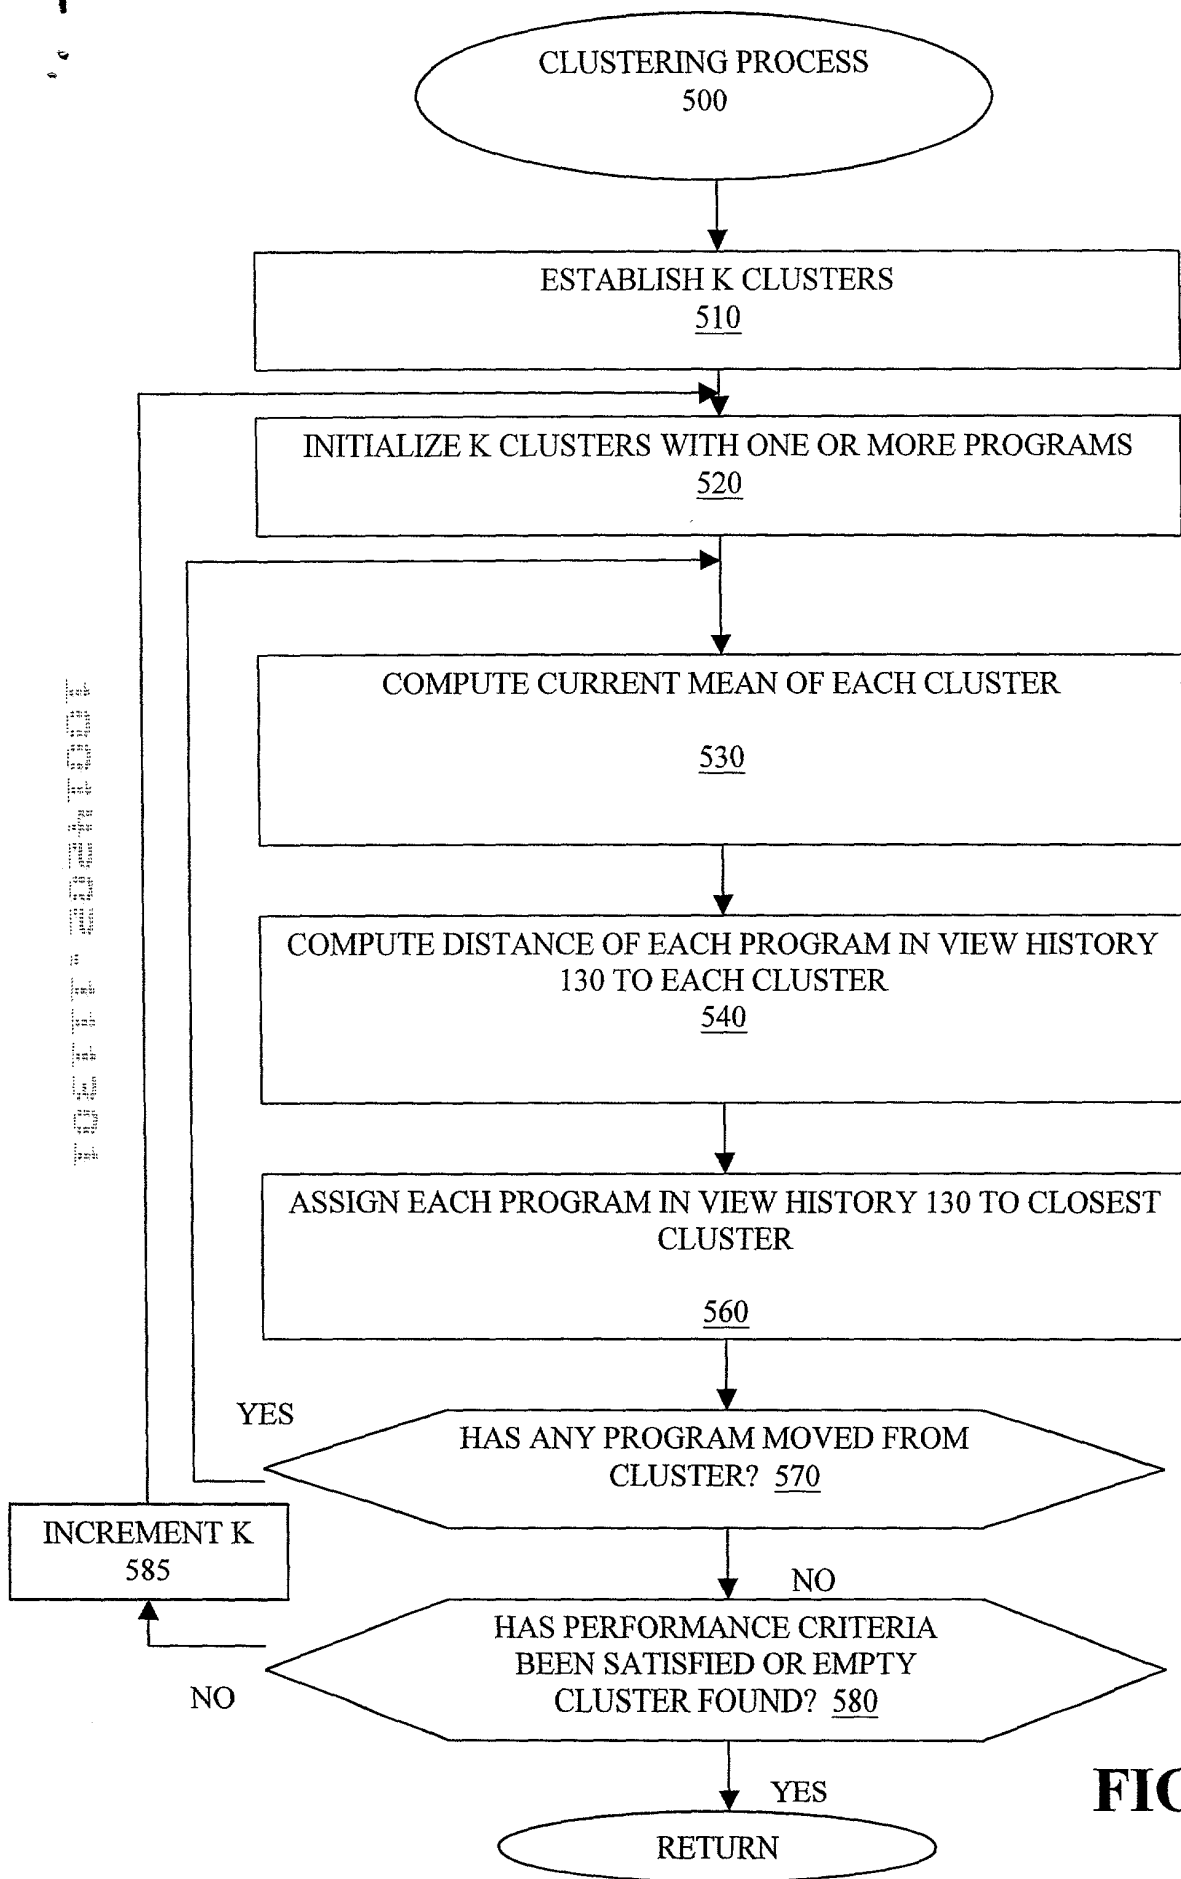 CLUSTERING PROCESS
500
ESTABLISH K CLUSTERS
510
INITIALIZE K CLUSTERS WITH ONE OR MORE PROGRAMS
520
COMPUTE CURRENT MEAN OF EACH CLUSTER
530
COMPUTE DISTANCE OF EACH PROGRAM IN VIEW HISTORY
130 TO EACH CLUSTER
540
ASSIGN EACH PROGRAM IN VIEW HISTORY 130 TO CLOSEST
CLUSTER
560
YES
HAS ANY PROGRAM MOVED FROM
CLUSTER? 570
INCREMENT K
585
NO
HAS PERFORMANCE CRITERIA
BEEN SATISFIED OR EMPTY
CLUSTER FOUND? 580
NO
YES
RETURN